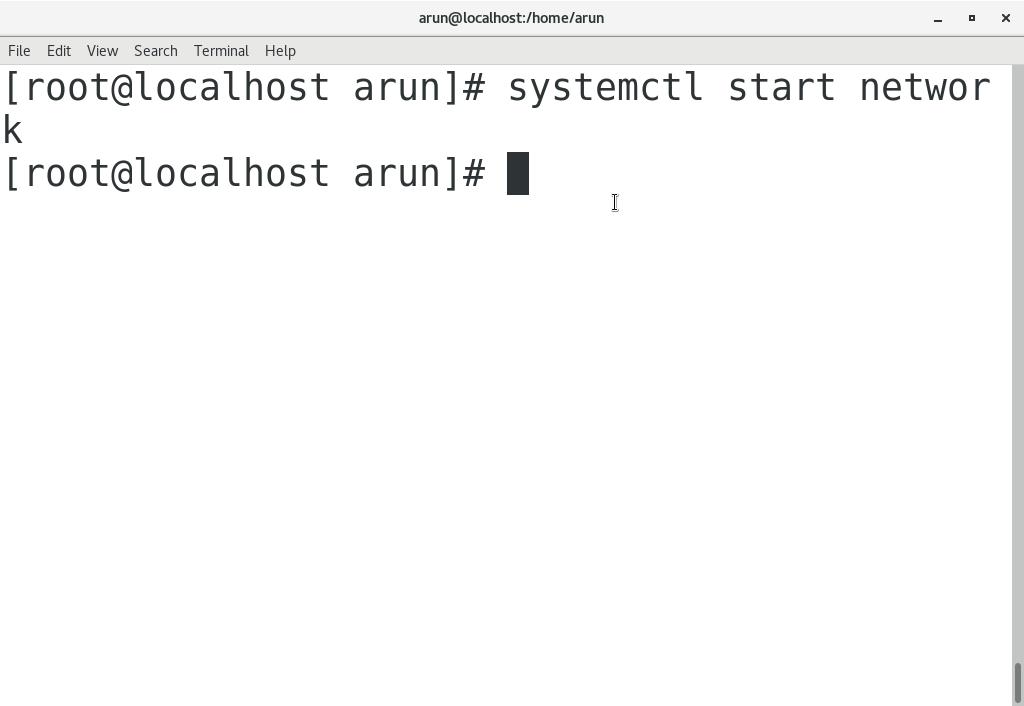 arun@localhost:/home/arun
File Edit View Search Terminal Help
[root@localhost arun]# systemctl start networ
k
[root@localhost arun]#